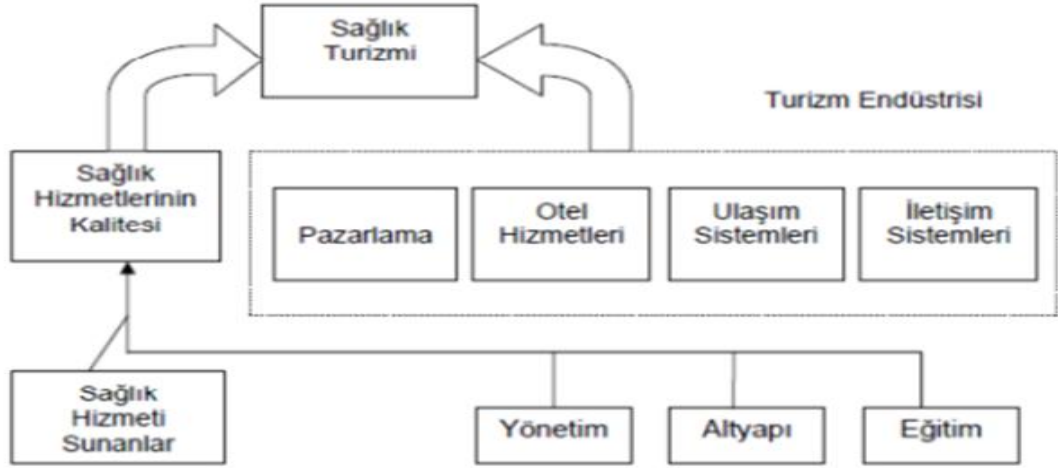 Sağlık
Turizmi
Turizm Endüstrisi
Sağlık
Hizmetlerinin
Kalitesi
Pazarlama
Otel
Hizmetleri
Ulaşım
Sistemleri
İletişim
Sistemleri
Sağlık
Hizmeti
Sunanlar
Yönetim
Altyapı
Eğitim